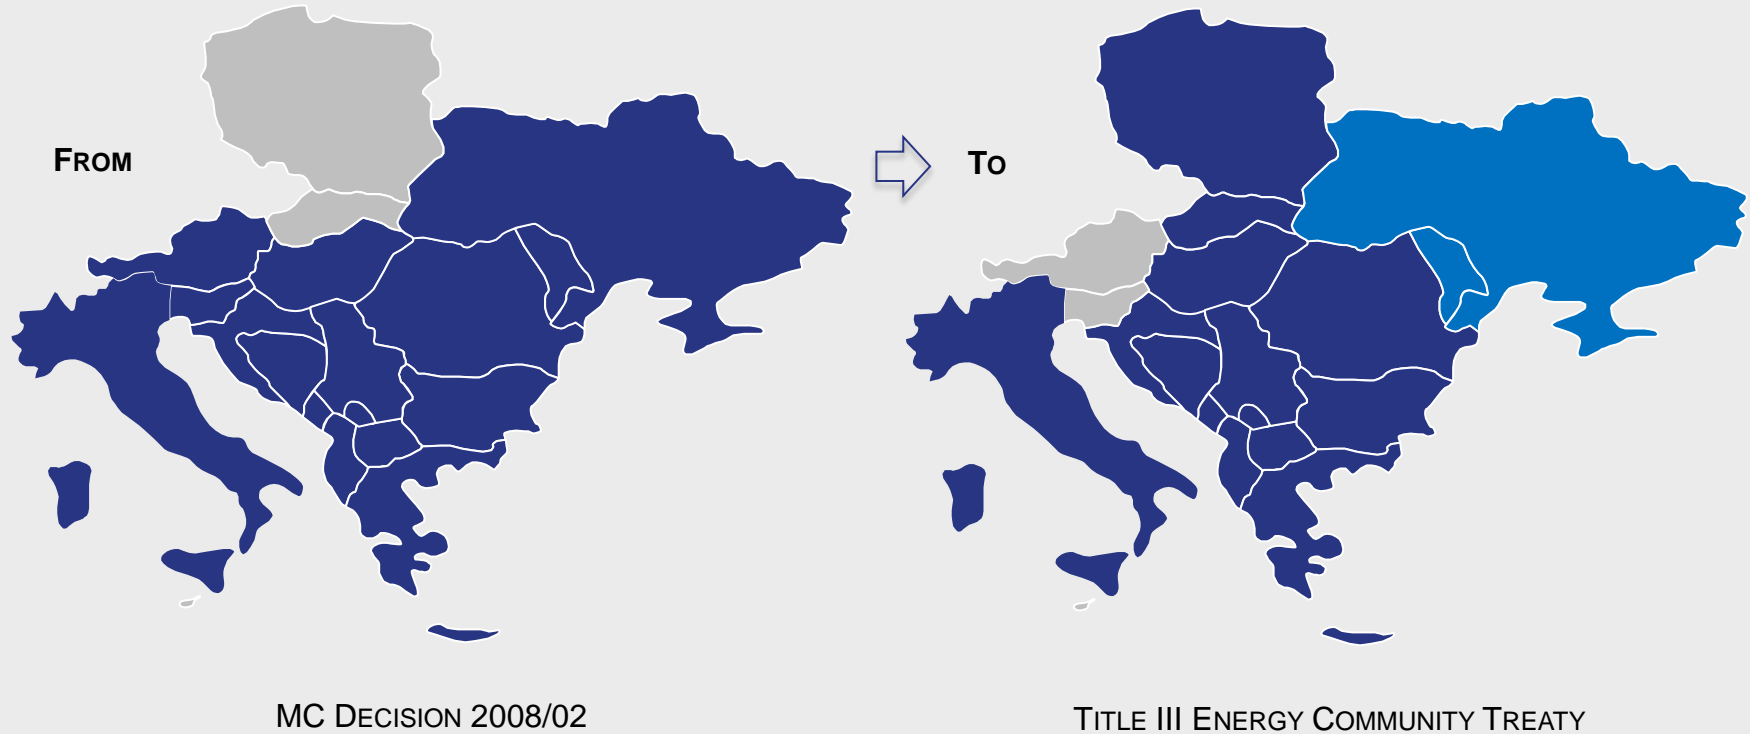 FROM
TO
MC DECISION 2008/02
TITLE III ENERGY COMMUNITY TREATY